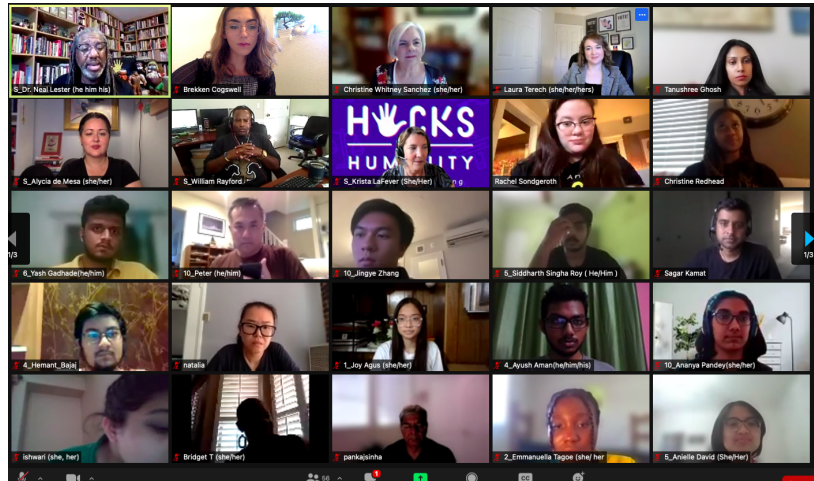 S_Dr. Neal Lester (he him his)
Brekken Cogswell
Christine Whitney Sanchez (she/her)
Laura Terech (she/her/hers)
Tanushree Ghosh
S_Alycia de Mesa (she/her)
S_William Rayford
HACKS
HUMANITY
S_Krista LaFever (She/Her)
Rachel Sondgeroth
Christine Redhead
1/3
1/3
6_Yash Gadhade(he/him)
10_Peter (he/him)
10_Jingye Zhang
5_Siddharth Singha Roy ( He/Him )
Sagar Kamat
4_Hemant_Bajaj
natalia
1_Joy Agus (she/her)
4_Ayush Aman(he/him/his)
10_Ananya Pandey(she/her)
ishwari (she, her)
Bridget T (she/her)
pankajsinha
2_Emmanuella Tagoe (she/ her
5_Anielle David (She/Her)
56
1
CC